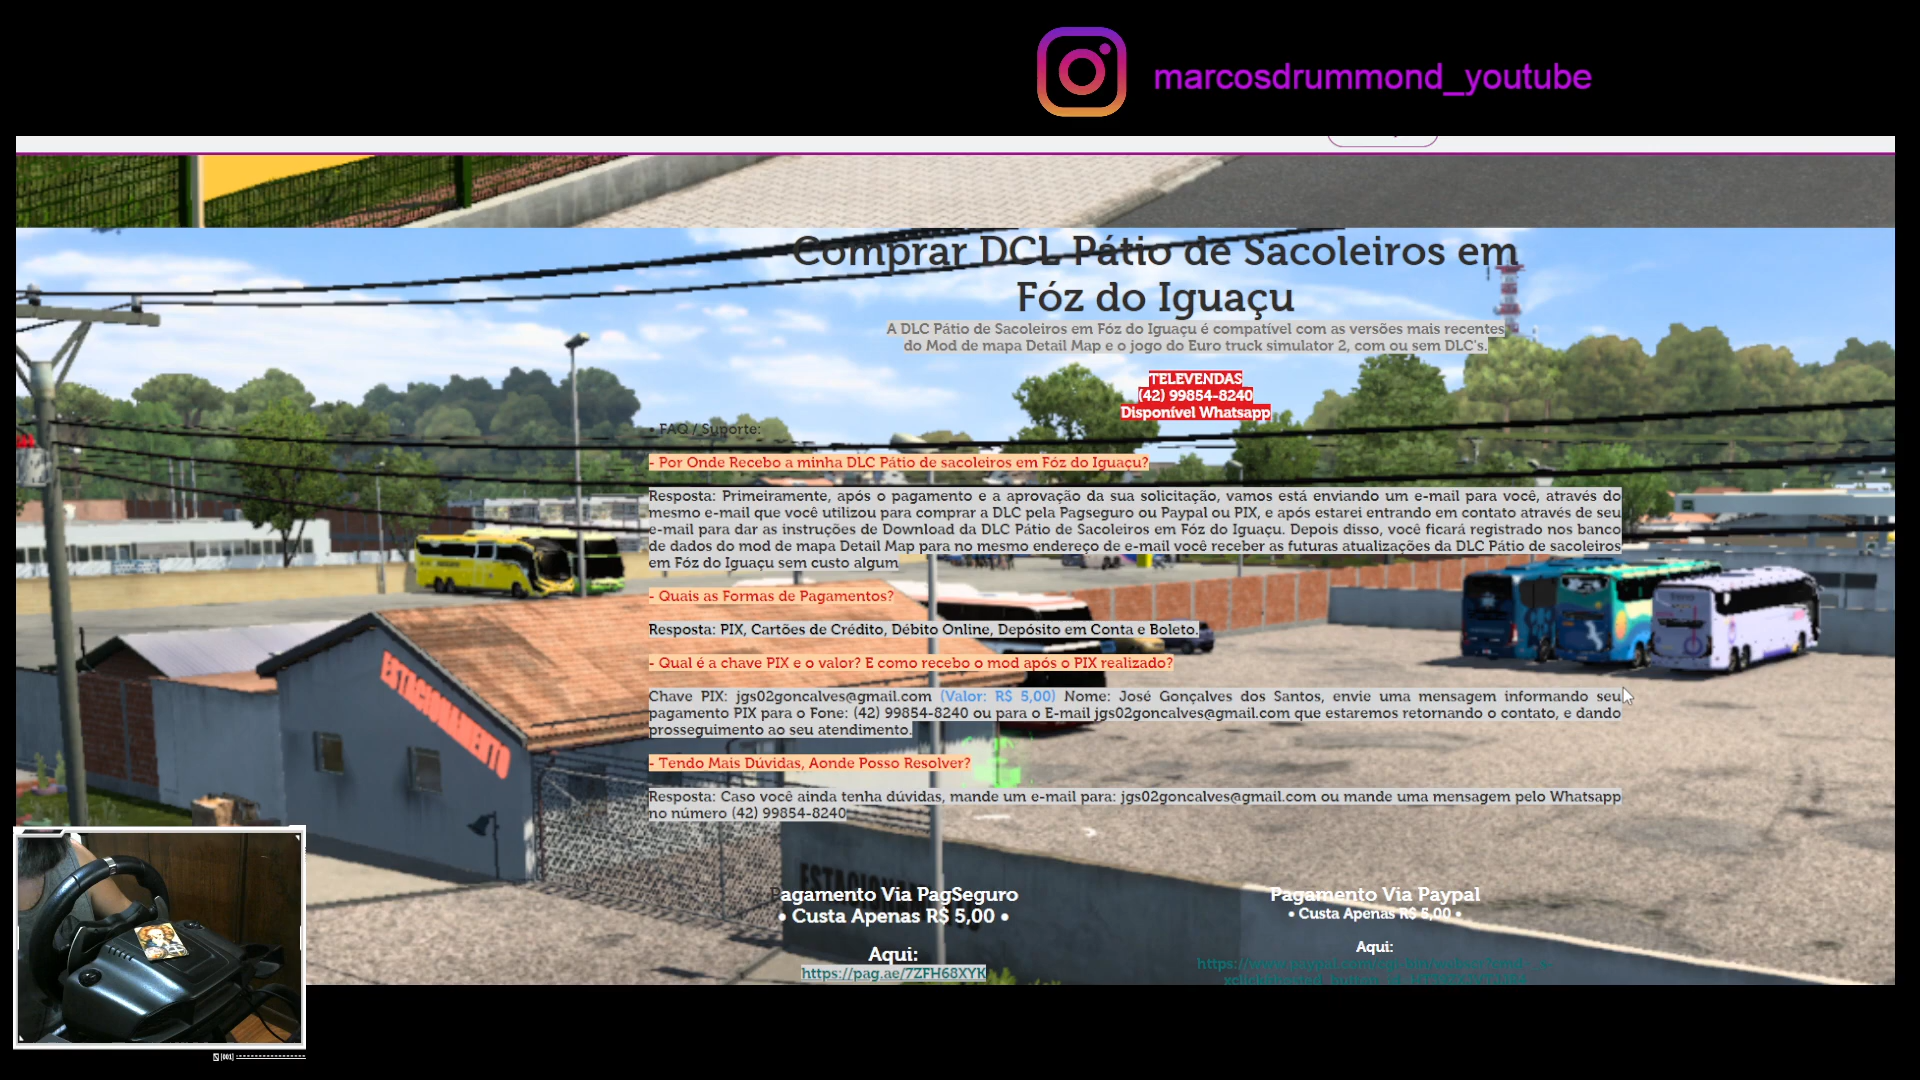 marcosdrummond_youtube
Comprar DCL Pátio de Sacoleiros em
Fóz do Iguaçu
A DLC Pátio de Sacoleiros em Fóz do Iguaçu é compatível com as versões mais recentes
do Mod de mapa Detail Map e o jogo do Euro truck simulator 2, com ou sem DLC's.
TELEVENDAS
(42) 99854-8240
Disponível Whatsapp
• FAQ / Suporte:
- Por Onde Recebo a minha DLC Pátio de sacoleiros em Fóz do Iguaçu?
Resposta: Primeiramente, após o pagamento e a aprovação da sua solicitação, vamos está enviando um e-mail para você, através do
mesmo e-mail que você utilizou para comprar a DLC pela Pagseguro ou Paypal ou PIX, e após estarei entrando em contato através de seu
e-mail para dar as instruções de Download da DLC Pátio de Sacoleiros em Fóz do Iguaçu. Depois disso, você ficará registrado nos banco
de dados do mod de mapa Detail Map para no mesmo endereço de e-mail você receber as futuras atualizações da DLC Pátio de sacoleiros
em Fóz do Iguaçu sem custo algum
- Quais as Formas de Pagamentos?
Resposta: PIX, Cartões de Crédito, Débito Online, Depósito em Conta e Boleto.
- Qual é a chave PIX e o valor? E como recebo o mod após o PIX realizado?
Chave PIX: jgs02goncalves@gmail.com (Valor: R$ 5,00) Nome: José Gonçalves dos Santos, envie uma mensagem informando seu
pagamento PIX para o Fone: (42) 99854-8240 ou para o E-mail jgs02goncalves@gmail.com que estaremos retornando o contato, e dando
prosseguimento ao seu atendimento.
- Tendo Mais Dúvidas, Aonde Posso Resolver?
Resposta: Caso você ainda tenha dúvidas, mande um e-mail para: jgs02goncalves@gmail.com ou mande uma mensagem pelo Whatsapp
no número (42) 99854-8240
ESTACIONAMENTO
Pagamento Via PagSeguro
• Custa Apenas R$ 5,00 •
Aqui:
https://pag.ae/7ZFH68XYK
Pagamento Via Paypal
• Custa Apenas R$ 5,00 •
Aqui: